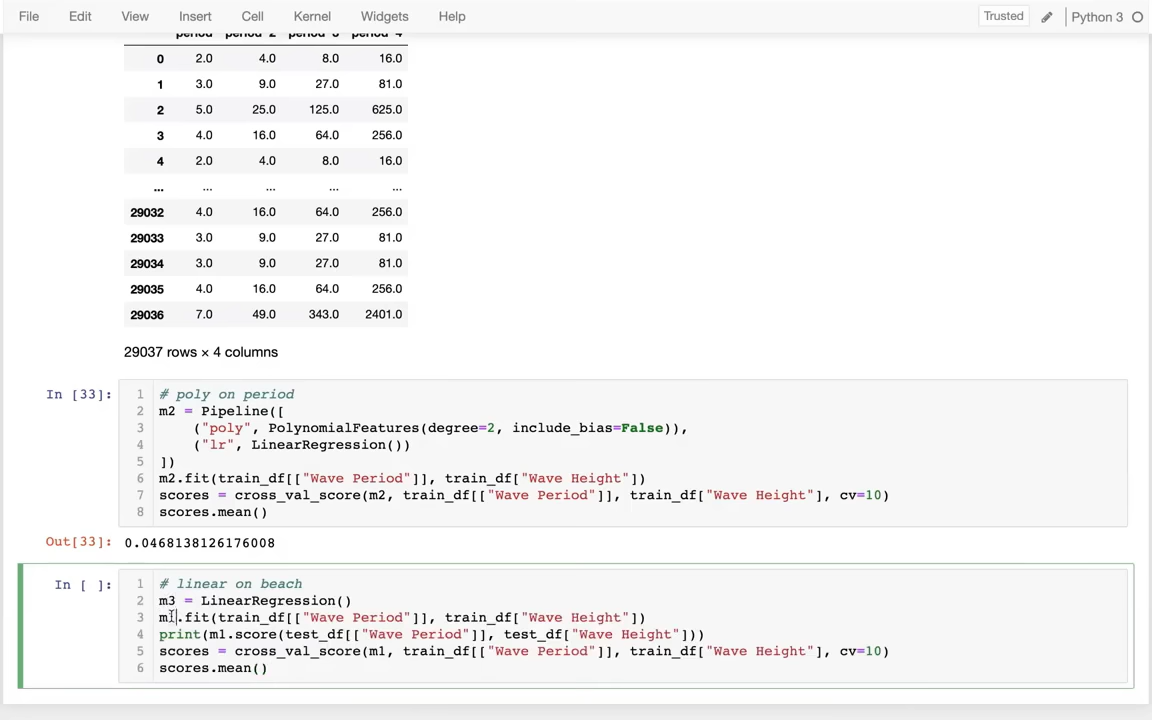 File Edit View Insert Cell Kernel Widgets Help Trusted Python 3
period period^2 period^3 period^4
0 2.0 4.0 8.0 16.0
1 3.0 9.0 27.0 81.0
2 5.0 25.0 125.0 625.0
3 4.0 16.0 64.0 256.0
4 2.0 4.0 8.0 16.0
... ... ... ... ...
29032 4.0 16.0 64.0 256.0
29033 3.0 9.0 27.0 81.0
29034 3.0 9.0 27.0 81.0
29035 4.0 16.0 64.0 256.0
29036 7.0 49.0 343.0 2401.0
29037 rows × 4 columns
In [33]: 1 # poly on period
2 m2 = Pipeline([
3 ("poly", PolynomialFeatures(degree=2, include_bias=False)),
4 ("lr", LinearRegression())
5 ])
6 m2.fit(train_df[["Wave Period"]], train_df["Wave Height"])
7 scores = cross_val_score(m2, train_df[["Wave Period"]], train_df["Wave Height"], cv=10)
8 scores.mean()
Out[33]: 0.0468138126176008
In [ ]: 1 # linear on beach
2 m3 = LinearRegression()
3 m1.fit(train_df[["Wave Period"]], train_df["Wave Height"])
4 print(m1.score(test_df[["Wave Period"]], test_df["Wave Height"]))
5 scores = cross_val_score(m1, train_df[["Wave Period"]], train_df["Wave Height"], cv=10)
6 scores.mean()